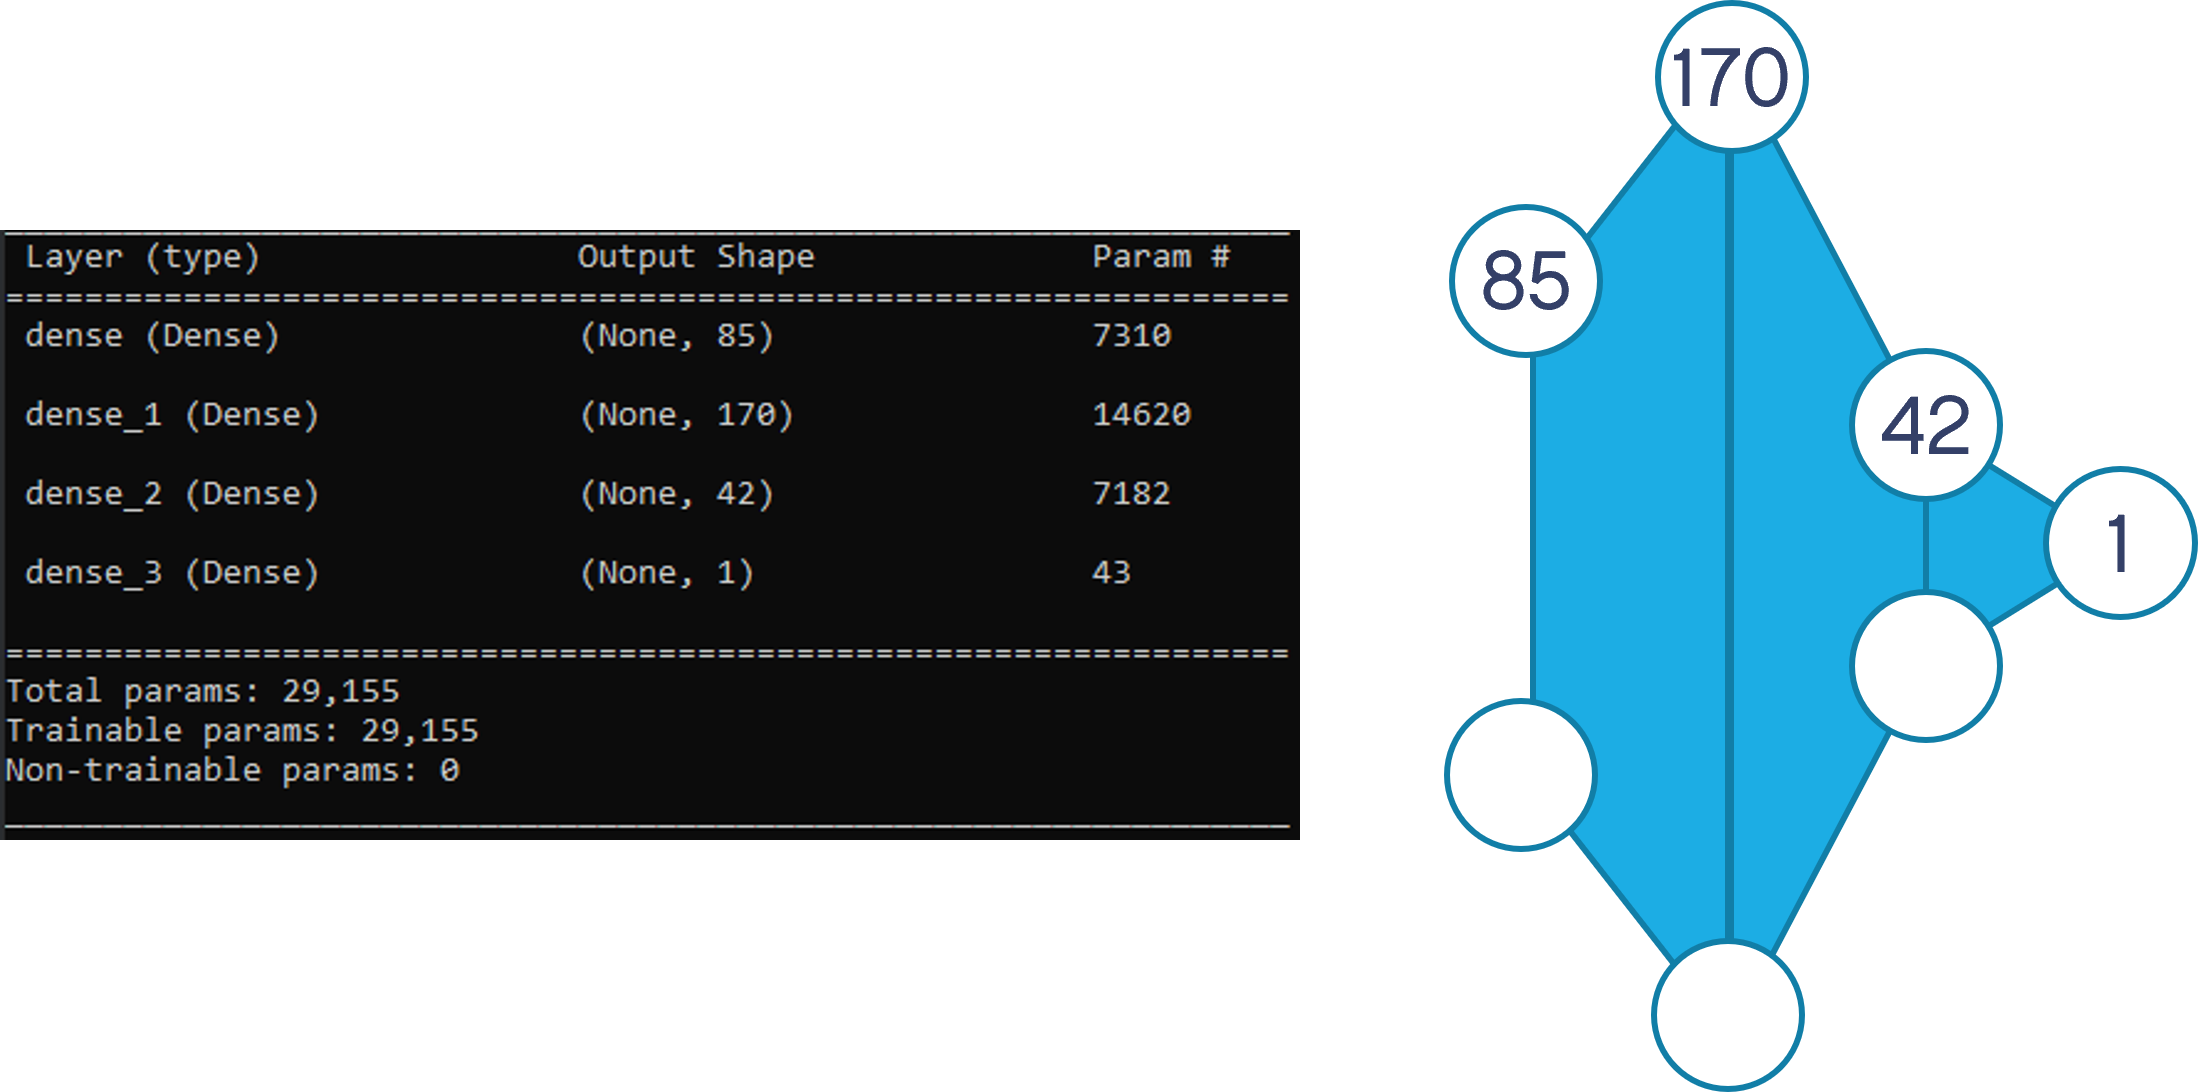 Layer (type) Output Shape Param #
=================================================================
dense (Dense) (None, 85) 7310
dense_1 (Dense) (None, 170) 14620
dense_2 (Dense) (None, 42) 7182
dense_3 (Dense) (None, 1) 43
=================================================================
Total params: 29,155
Trainable params: 29,155
Non-trainable params: 0
170
85
42
1